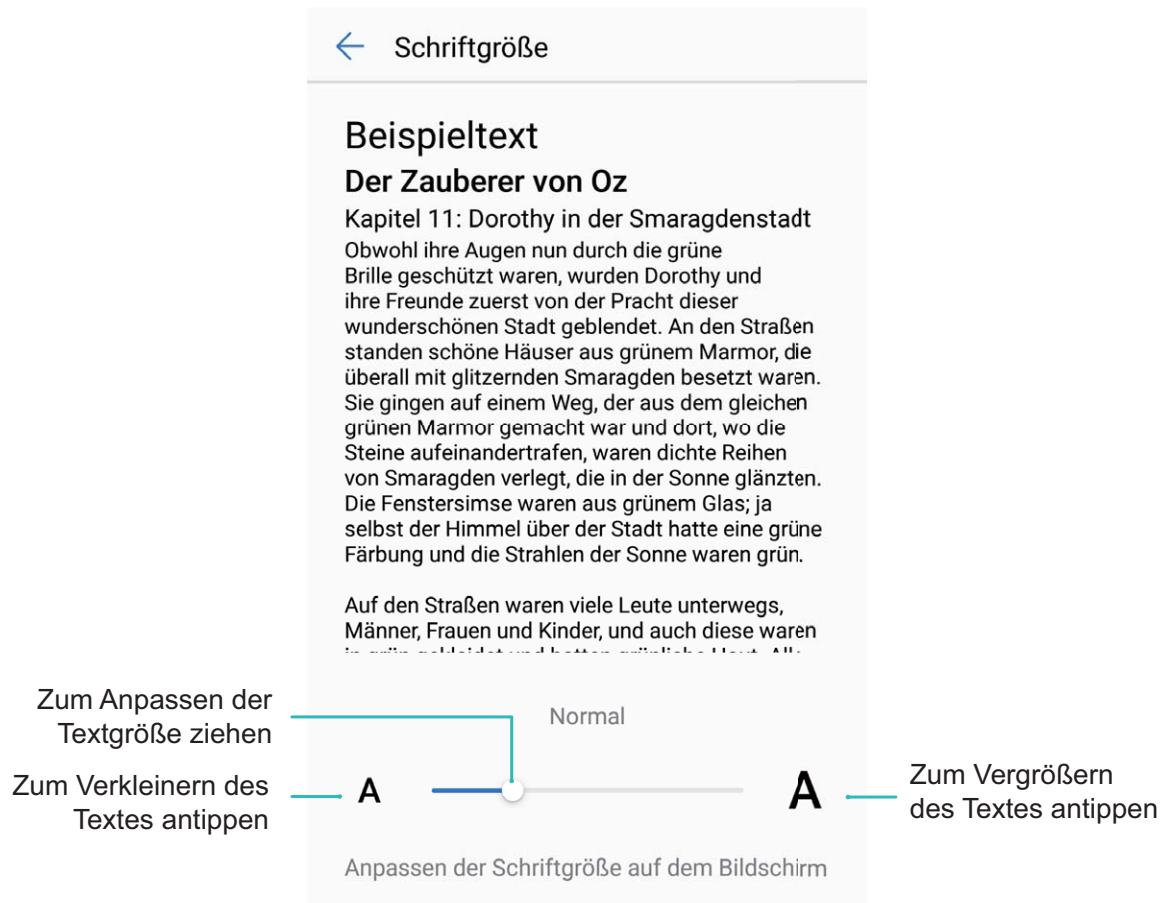 Schriftgröße
Beispieltext
Der Zauberer von Oz
Kapitel 11: Dorothy in der Smaragdenstadt
Obwohl ihre Augen nun durch die grüne
Brille geschützt waren, wurden Dorothy und
ihre Freunde zuerst von der Pracht dieser
wunderschönen Stadt geblendet. An den Straßen
standen schöne Häuser aus grünem Marmor, die
überall mit glitzernden Smaragden besetzt waren.
Sie gingen auf einem Weg, der aus dem gleichen
grünen Marmor gemacht war und dort, wo die
Steine aufeinandertrafen, waren dichte Reihen
von Smaragden verlegt, die in der Sonne glänzten.
Die Fenstersimse waren aus grünem Glas; ja
selbst der Himmel über der Stadt hatte eine grüne
Färbung und die Strahlen der Sonne waren grün.
Auf den Straßen waren viele Leute unterwegs,
Männer, Frauen und Kinder, und auch diese waren
Zum Anpassen der
Textgröße ziehen
Normal
Zum Verkleinern des
Textes antippen
A
A
Zum Vergrößern
des Textes antippen
Anpassen der Schriftgröße auf dem Bildschirm